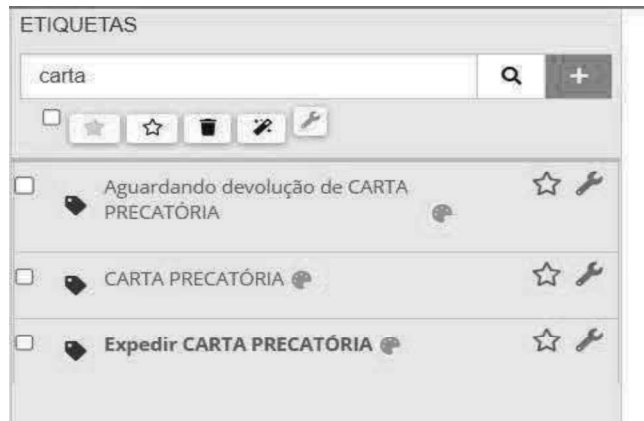 ETIQUETAS
carta
Aguardando devolução de CARTA
PRECATÓRIA
CARTA PRECATÓRIA
Expedir CARTA PRECATÓRIA